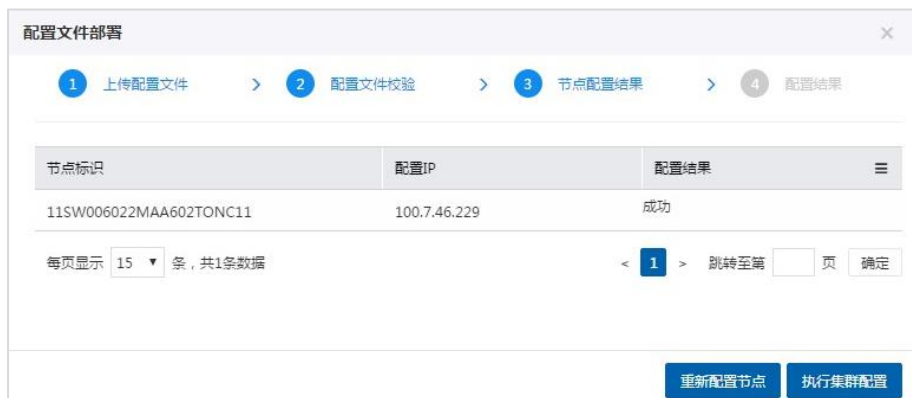 配置文件部署
1 上传配置文件 > 2 配置文件校验 > 3 节点配置结果 > 4 配置结果
节点标识 配置IP 配置结果
11SW006022MAA602TONC11 100.7.46.229 成功
每页显示 15 条，共1条数据 < 1 > 跳转至第 页 确定
重新配置节点 执行集群配置